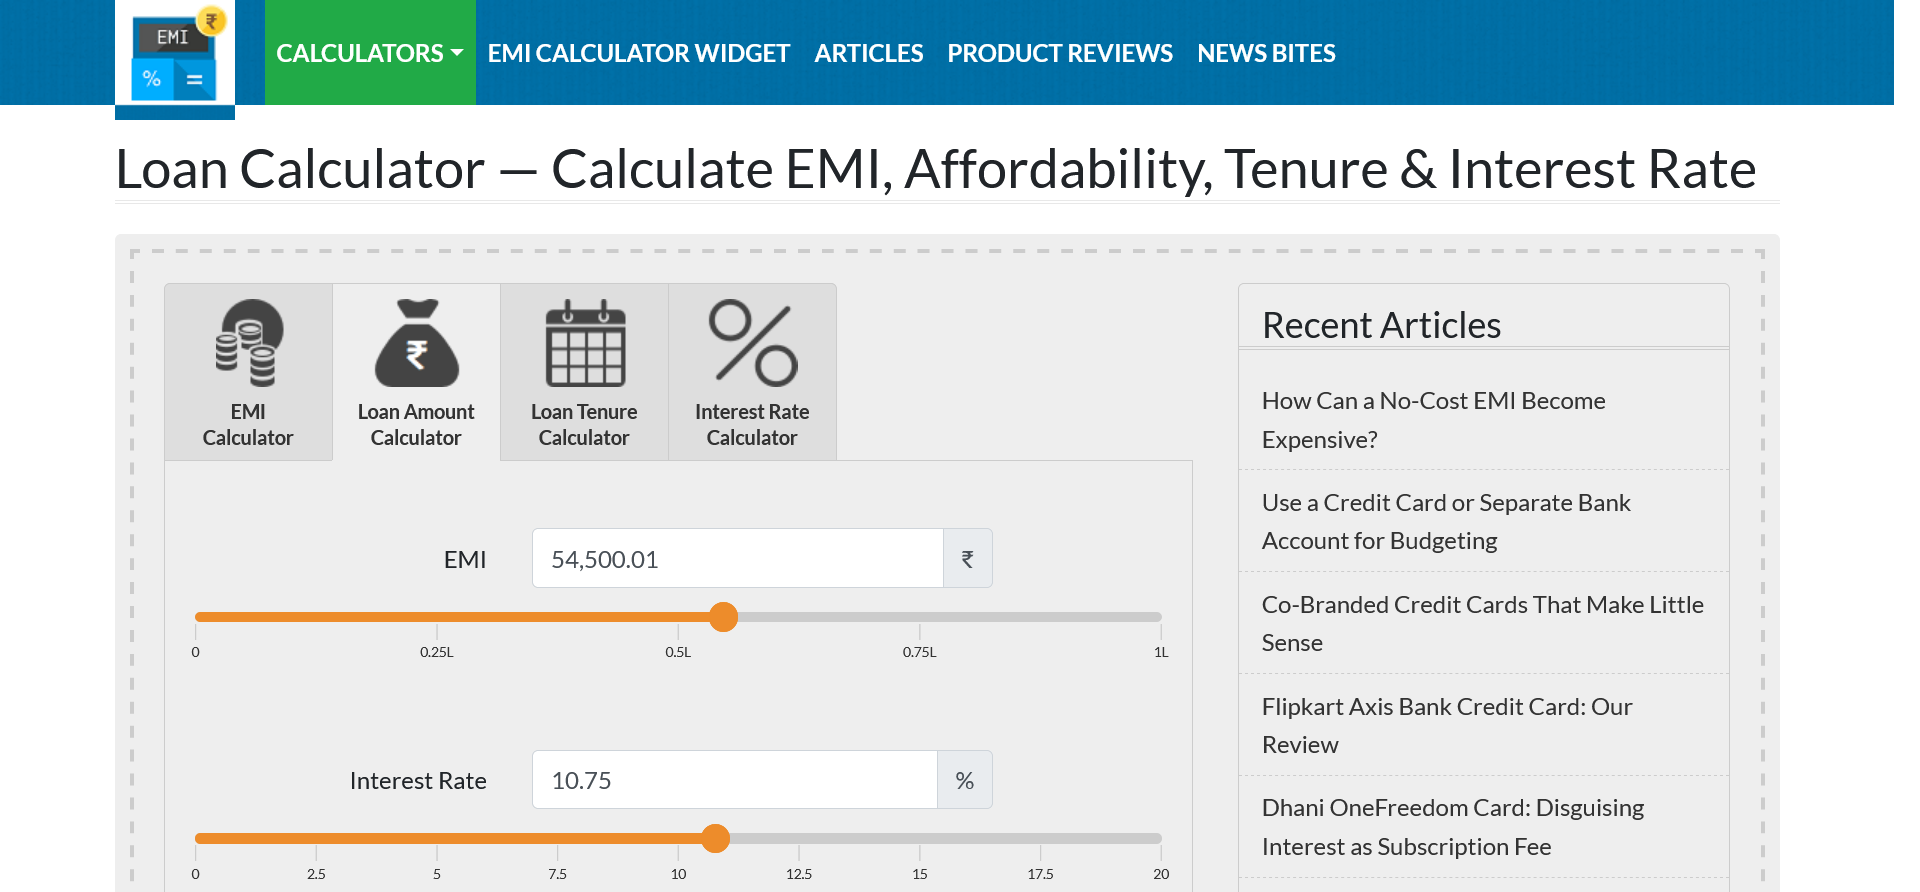 EMI
₹
%
=
CALCULATORS
EMI CALCULATOR WIDGET
ARTICLES
PRODUCT REVIEWS
NEWS BITES
Loan Calculator — Calculate EMI, Affordability, Tenure & Interest Rate
EMI
Calculator
₹
Loan Amount
Calculator
Loan Tenure
Calculator
Interest Rate
Calculator
EMI
54,500.01
₹
0
0.25L
0.5L
0.75L
1L
Interest Rate
10.75
%
0
2.5
5
7.5
10
12.5
15
17.5
20
Recent Articles
How Can a No-Cost EMI Become
Expensive?
Use a Credit Card or Separate Bank
Account for Budgeting
Co-Branded Credit Cards That Make Little
Sense
Flipkart Axis Bank Credit Card: Our
Review
Dhani OneFreedom Card: Disguising
Interest as Subscription Fee